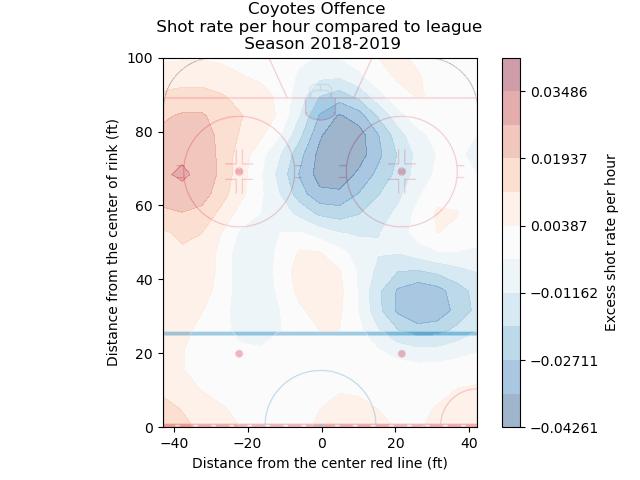 Coyotes Offence
Shot rate per hour compared to league
Season 2018-2019
100
80
60
40
20
0
−40
−20
0
20
40
Distance from the center of rink (ft)
Distance from the center red line (ft)
0.03486
0.01937
0.00387
−0.01162
−0.02711
−0.04261
Excess shot rate per hour